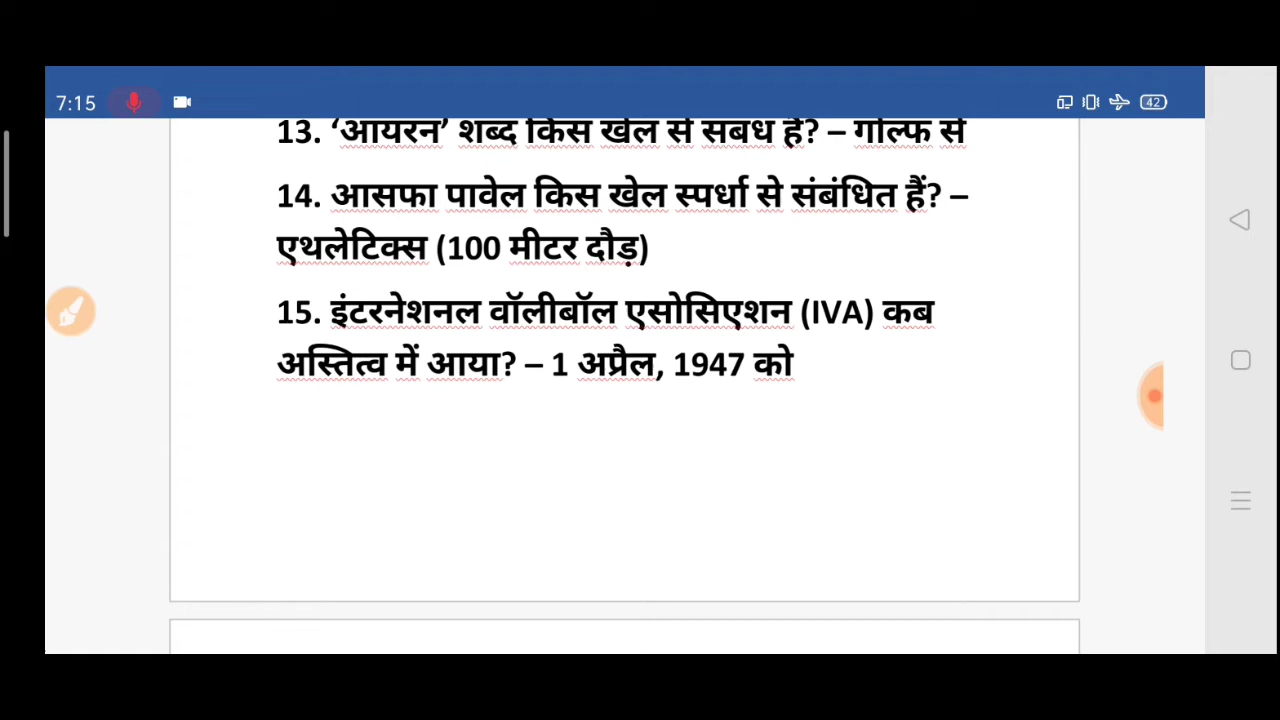 7:15
42
13. ‘आयरन’ शब्द किस खेल से संबंध है? – गोल्फ से
14. आसफा पावेल किस खेल स्पर्धा से संबंधित हैं? –
एथलेटिक्स (100 मीटर दौड़)
15. इंटरनेशनल वॉलीबॉल एसोसिएशन (IVA) कब
अस्तित्व में आया? – 1 अप्रैल, 1947 को